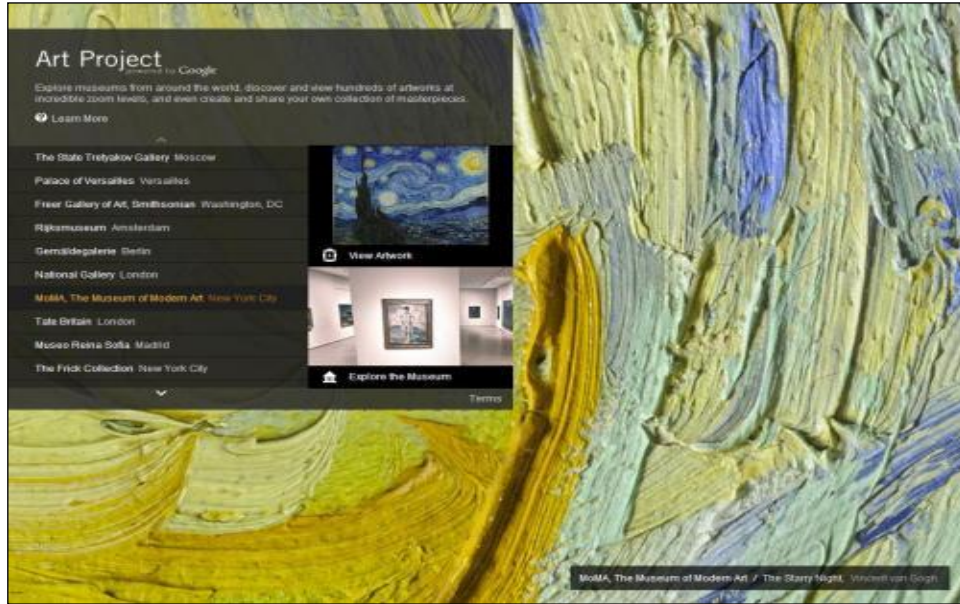 Art Project
powered by Google
Explore museums from around the world, discover and view hundreds of artworks at
incredible zoom levels, and even create and share your own collection of masterpieces.
Learn More
The State Tretyakov Gallery Moscow
Palace of Versailles Versailles
Freer Gallery of Art, Smithsonian Washington, DC
Rijksmuseum Amsterdam
Gemäldegalerie Berlin
National Gallery London
MoMA, The Museum of Modern Art New York City
Tate Britain London
Museo Reina Sofia Madrid
The Frick Collection New York City
View Artwork
Explore the Museum
Terms
MoMA, The Museum of Modern Art / The Starry Night, Vincent van Gogh